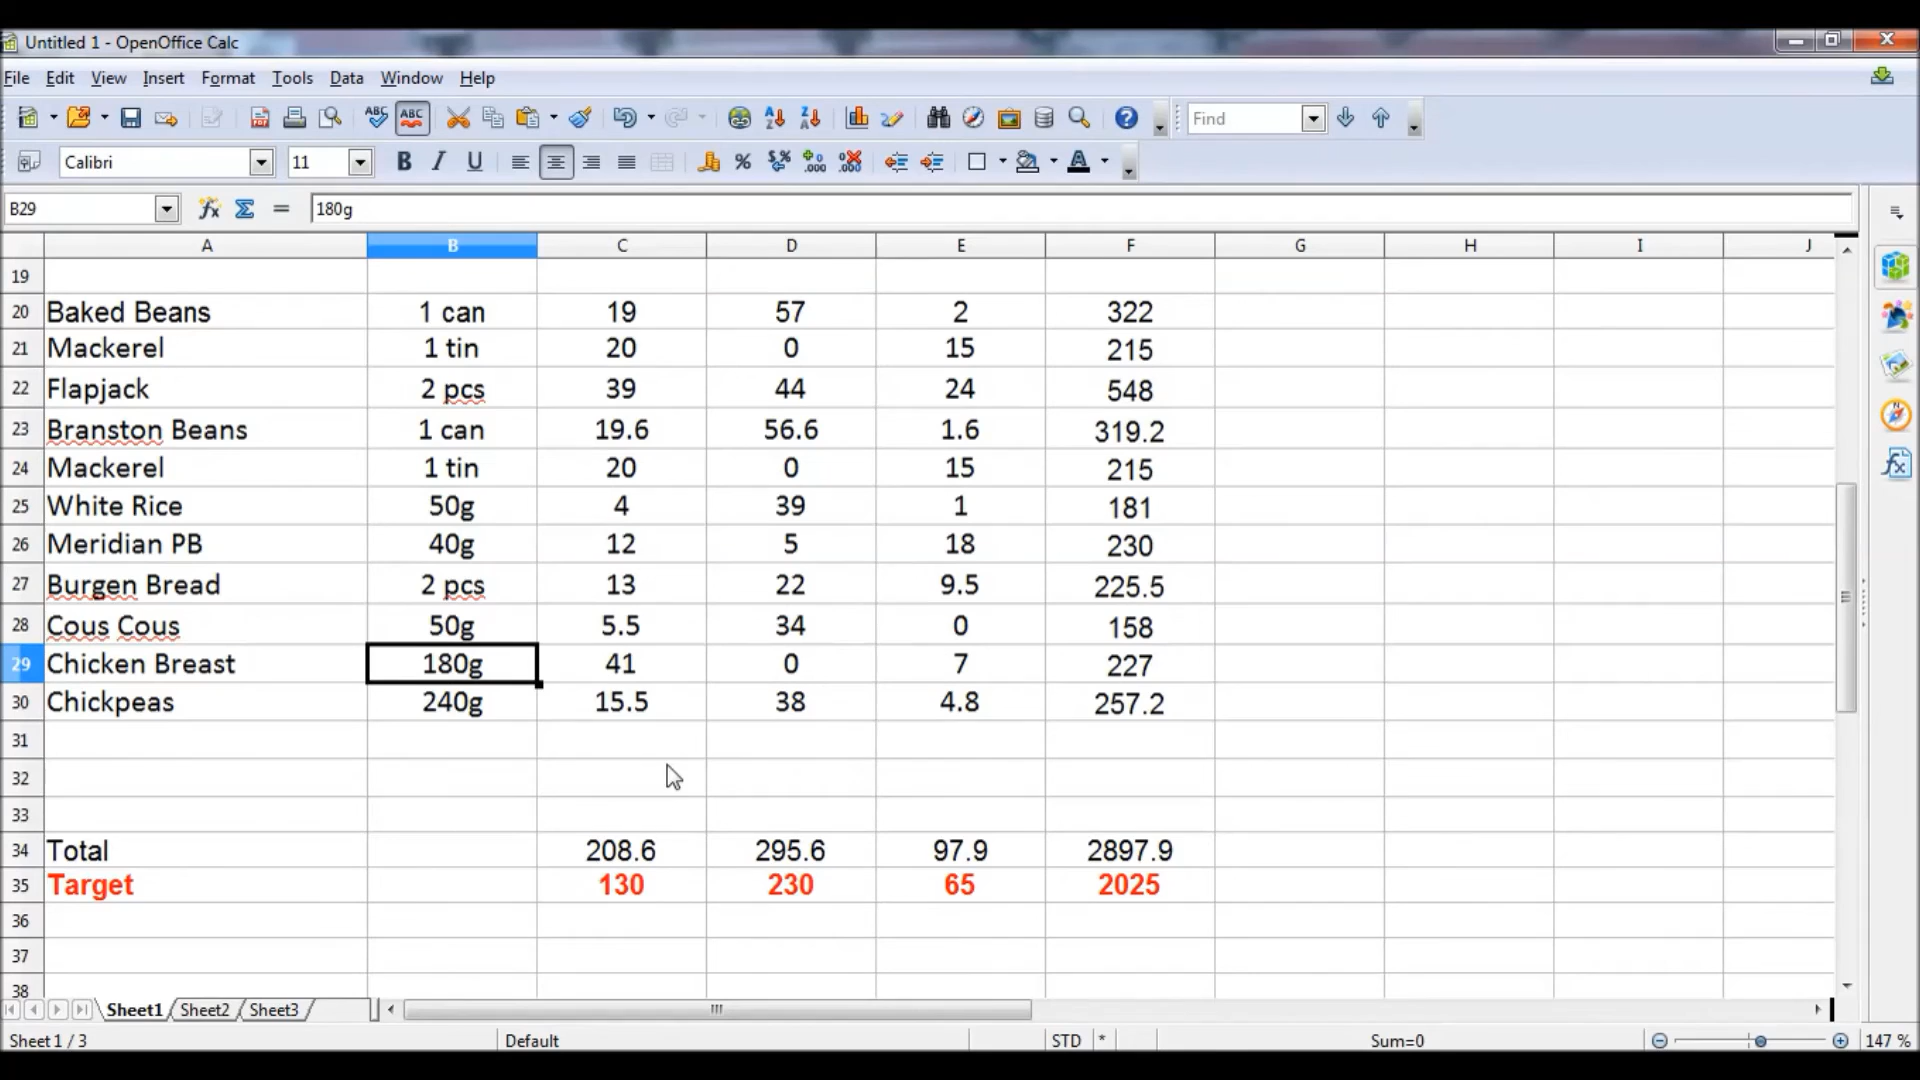 Untitled 1 - OpenOffice Calc
File Edit View Insert Format Tools Data Window Help
ABC ABC Find
Calibri 11 B I U
B29 180g
A B C D E F G H I J
19
20 Baked Beans 1 can 19 57 2 322
21 Mackerel 1 tin 20 0 15 215
22 Flapjack 2 pcs 39 44 24 548
23 Branston Beans 1 can 19.6 56.6 1.6 319.2
24 Mackerel 1 tin 20 0 15 215
25 White Rice 50g 4 39 1 181
26 Meridian PB 40g 12 5 18 230
27 Burgen Bread 2 pcs 13 22 9.5 225.5
28 Cous Cous 50g 5.5 34 0 158
29 Chicken Breast 180g 41 0 7 227
30 Chickpeas 240g 15.5 38 4.8 257.2
31
32
33
34 Total 208.6 295.6 97.9 2897.9
35 Target 130 230 65 2025
36
37
38
Sheet1 Sheet2 Sheet3
Sheet 1 / 3 Default STD * Sum=0 147 %